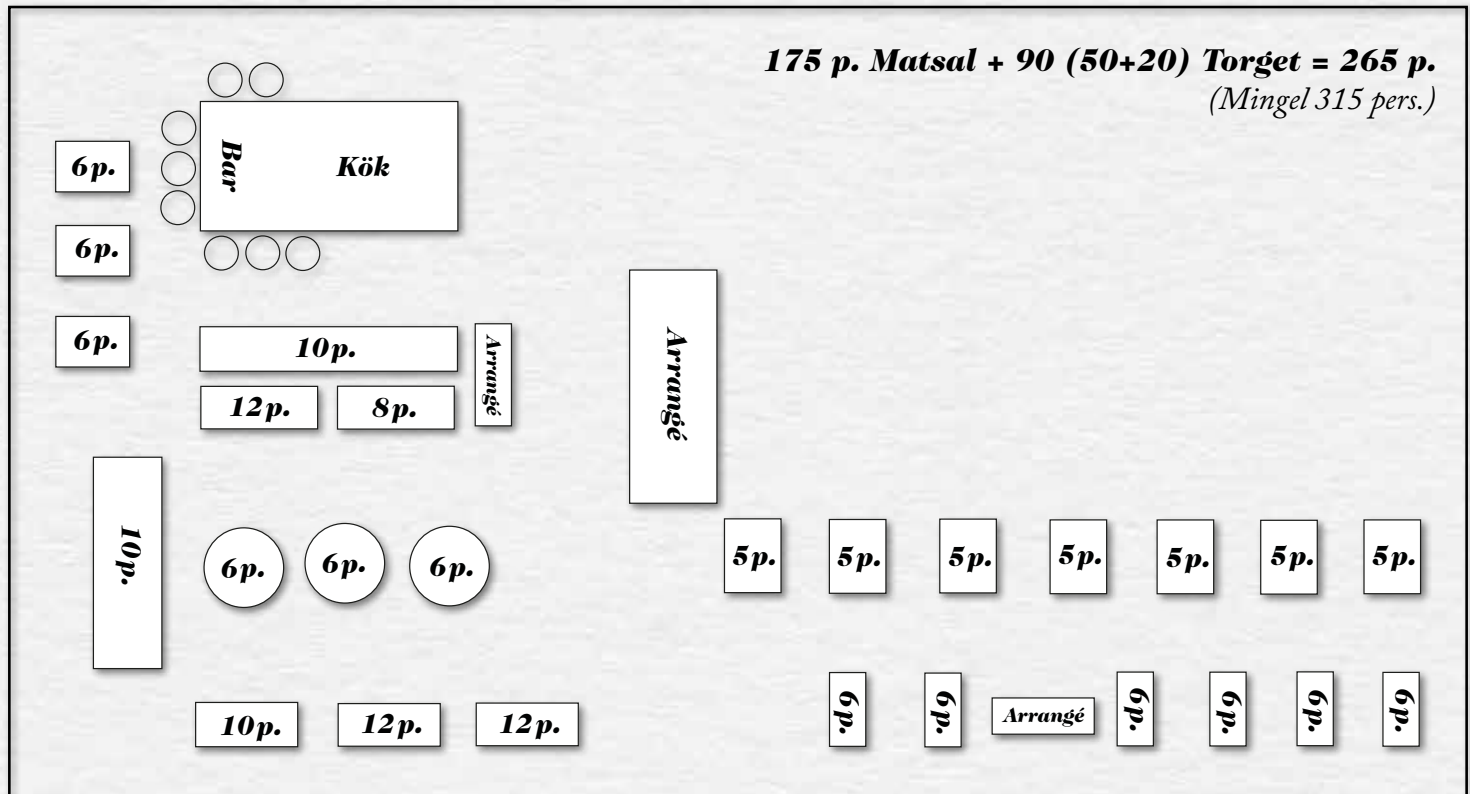 175 p. Matsal + 90 (50+20) Torget = 265 p.
(Mingel 315 pers.)
Bar
Kök
6p.
6p.
6p.
10p.
Arrangé
12p.
8p.
Arrangé
10p.
6p.
6p.
6p.
5p.
5p.
5p.
5p.
5p.
5p.
5p.
10p.
12p.
12p.
6p.
6p.
Arrangé
6p.
6p.
6p.
6p.